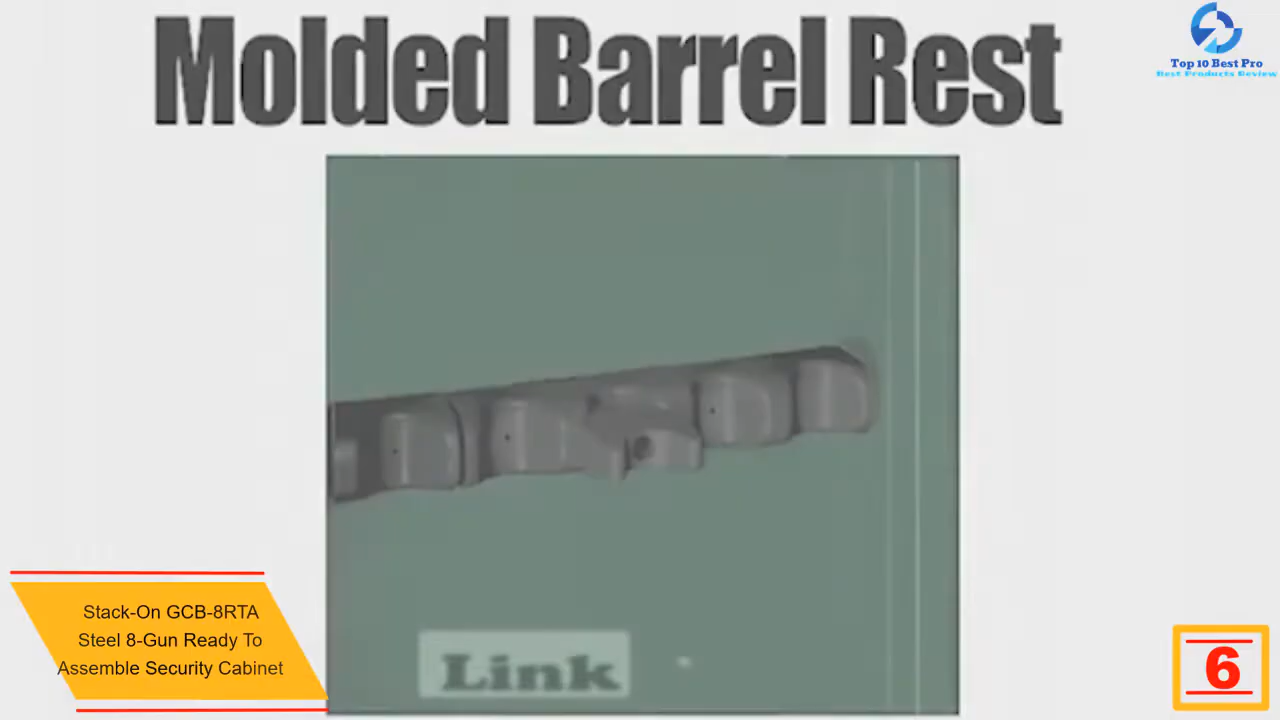 Molded Barrel Rest
Top 10 Best Pro
Best Products Review
Link
Stack-On GCB-8RTA
Steel 8-Gun Ready To
Assemble Security Cabinet
6